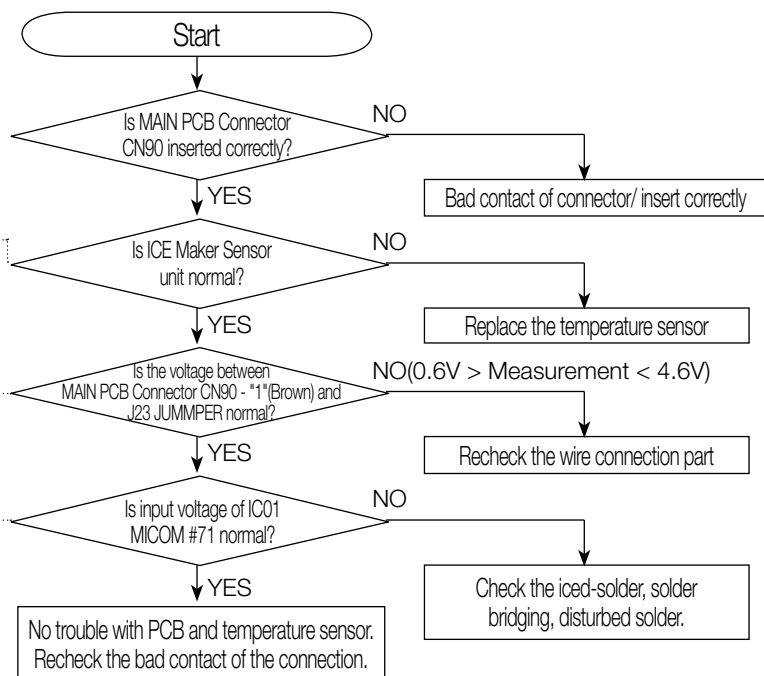 Start
Is MAIN PCB Connector
CN90 inserted correctly?
NO
Bad contact of connector/ insert correctly
YES
Is ICE Maker Sensor
unit normal?
NO
Replace the temperature sensor
YES
Is the voltage between
MAIN PCB Connector CN90 - "1"(Brown) and
J23 JUMMPER normal?
NO(0.6V > Measurement < 4.6V)
Recheck the wire connection part
YES
Is input voltage of IC01
MICOM #71 normal?
NO
Check the iced-solder, solder
bridging, disturbed solder.
YES
No trouble with PCB and temperature sensor.
Recheck the bad contact of the connection.